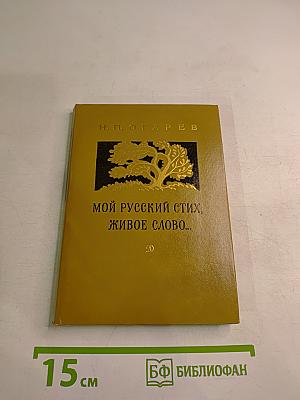 Н.П.ОГАРЕВ
МОЙ РУССКИЙ СТИХ,
ЖИВОЕ СЛОВО...
15 см
БФ БИБЛИОФАН